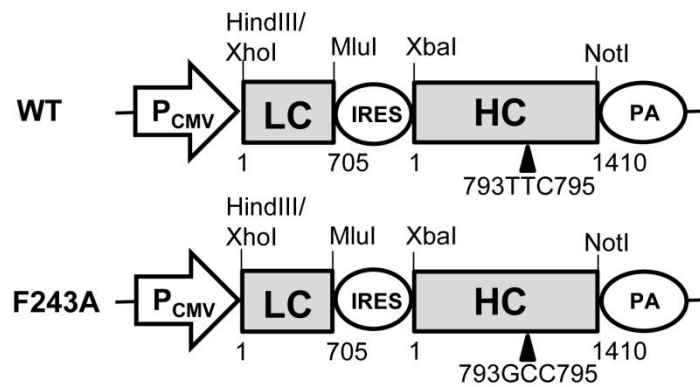 HindIII/
XhoI MluI XbaI NotI
WT PCMV LC IRES HC PA
1 705 1 1410
793TTC795
HindIII/
XhoI MluI XbaI NotI
F243A PCMV LC IRES HC PA
1 705 1 1410
793GCC795